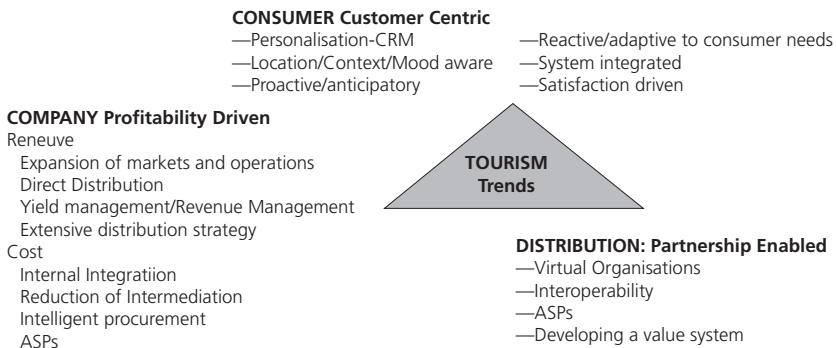 CONSUMER Customer Centric
—Personalisation-CRM
—Location/Context/Mood aware
—Proactive/anticipatory
—Reactive/adaptive to consumer needs
—System integrated
—Satisfaction driven
COMPANY Profitability Driven
Reneuve
Expansion of markets and operations
Direct Distribution
Yield management/Revenue Management
Extensive distribution strategy
Cost
Internal Integratiion
Reduction of Intermediation
Intelligent procurement
ASPs
TOURISM
Trends
DISTRIBUTION: Partnership Enabled
—Virtual Organisations
—Interoperability
—ASPs
—Developing a value system